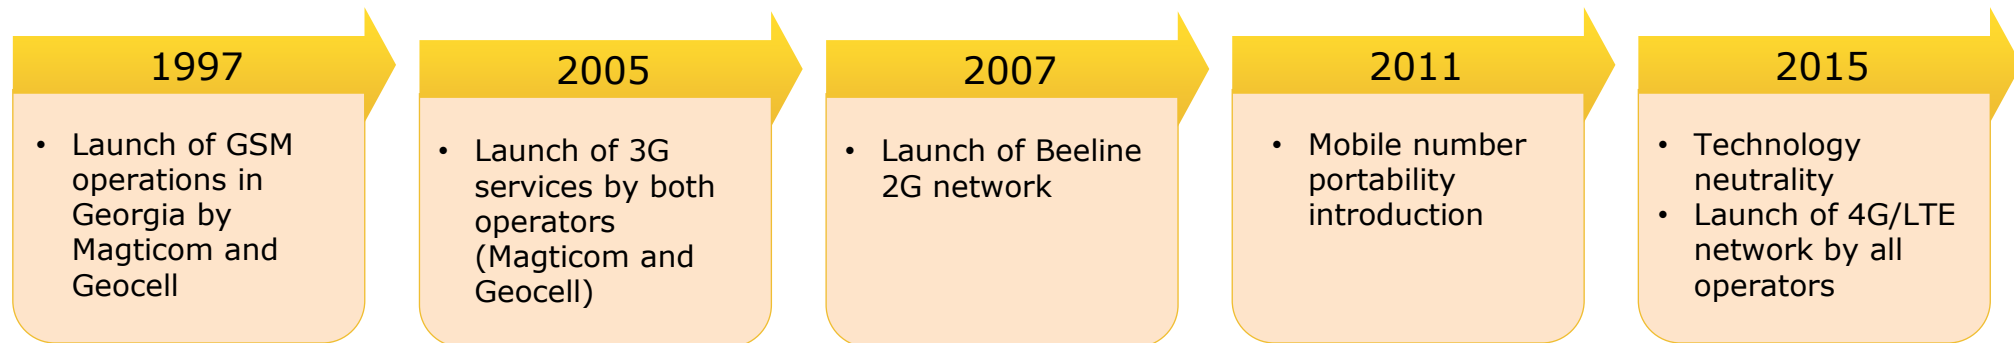 1997
• Launch of GSM
operations in
Georgia by
Magticom and
Geocell
2005
• Launch of 3G
services by both
operators
(Magticom and
Geocell)
2007
• Launch of Beeline
2G network
2011
• Mobile number
portability
introduction
2015
• Technology
neutrality
• Launch of 4G/LTE
network by all
operators